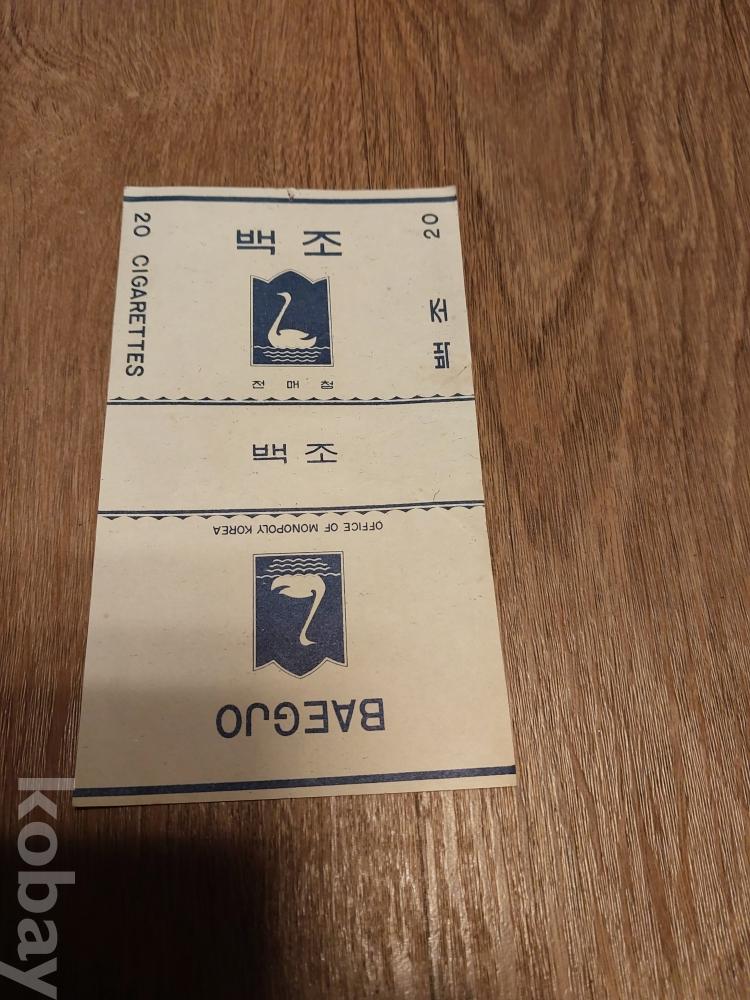 20 CIGARETTES
백조
20
백조
전매청
백조
OFFICE OF MONOPOLY KOREA
BAEGJO
kobay